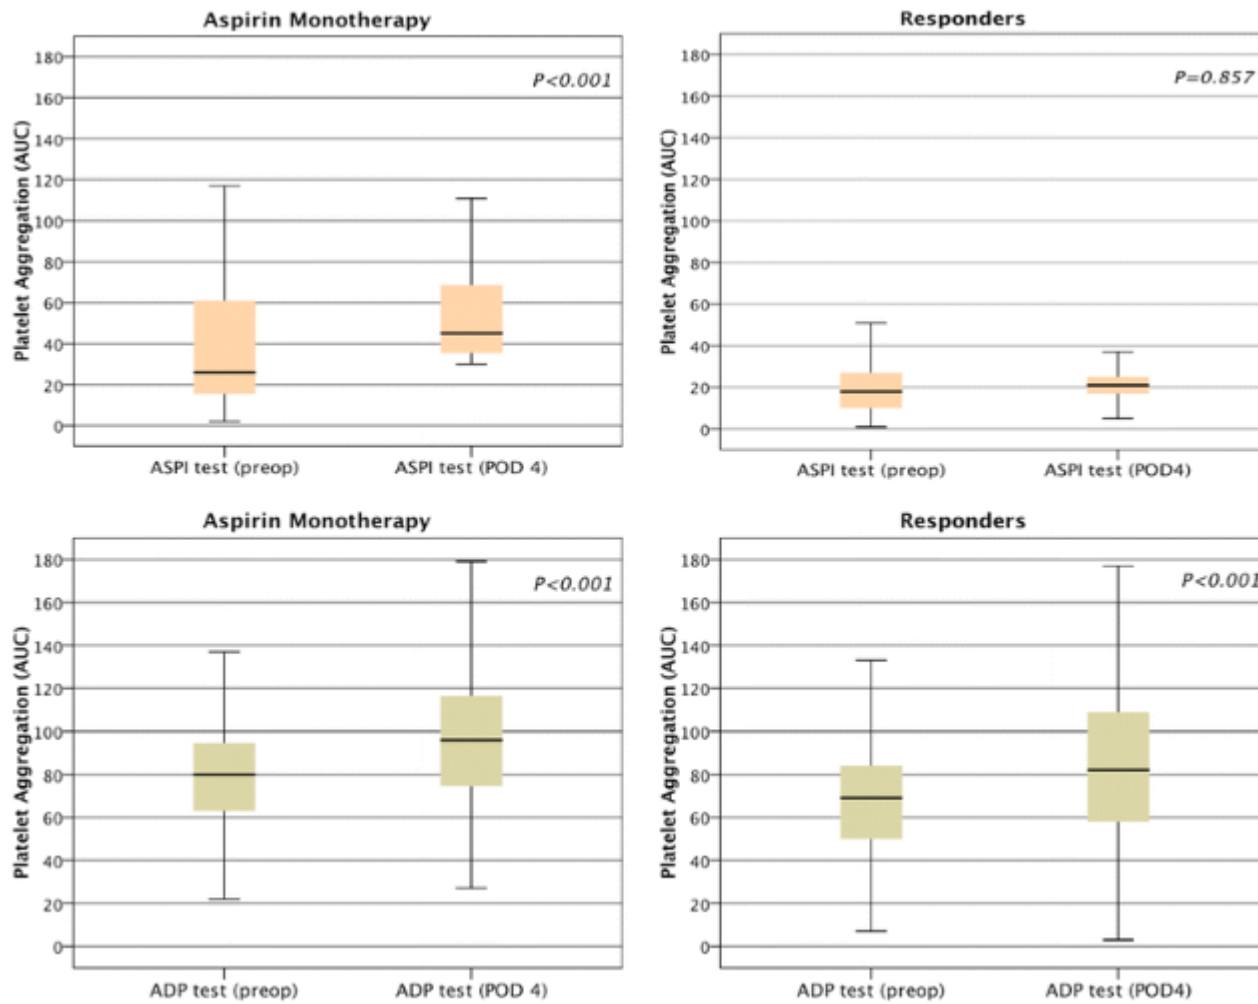 Aspirin Monotherapy
P<0.001
Platelet Aggregation (AUC)
180
160
140
120
100
80
60
40
20
0
ASPI test (preop)
ASPI test (POD 4)
Responders
P=0.857
Platelet Aggregation (AUC)
180
160
140
120
100
80
60
40
20
0
ASPI test (preop)
ASPI test (POD4)
Aspirin Monotherapy
P<0.001
Platelet Aggregation (AUC)
180
160
140
120
100
80
60
40
20
0
ADP test (preop)
ADP test (POD 4)
Responders
P<0.001
Platelet Aggregation (AUC)
180
160
140
120
100
80
60
40
20
0
ADP test (preop)
ADP test (POD4)